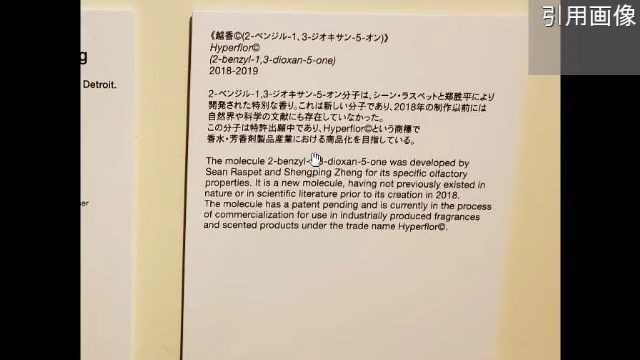 引用画像
g
Detroit.
er
《越香©(2-ベンジル-1、3-ジオキサン-5-オン)》
Hyperflor©
(2-benzyl-1,3-dioxan-5-one)
2018-2019
2-ベンジル-1,3-ジオキサン-5-オン分子は、シーン・ラスペットと郑胜平により
開発された特別な香り。これは新しい分子であり、2018年の制作以前には
自然界や科学の文献にも存在していなかった。
この分子は特許出願中であり、Hyperflor©という商標で
香水・芳香剤製品産業における商品化を目指している。
The molecule 2-benzyl-1,3-dioxan-5-one was developed by
Sean Raspet and Shengping Zheng for its specific olfactory
properties. It is a new molecule, having not previously existed in
nature or in scientific literature prior to its creation in 2018.
The molecule has a patent pending and is currently in the process
of commercialization for use in industrially produced fragrances
and scented products under the trade name Hyperflor©.